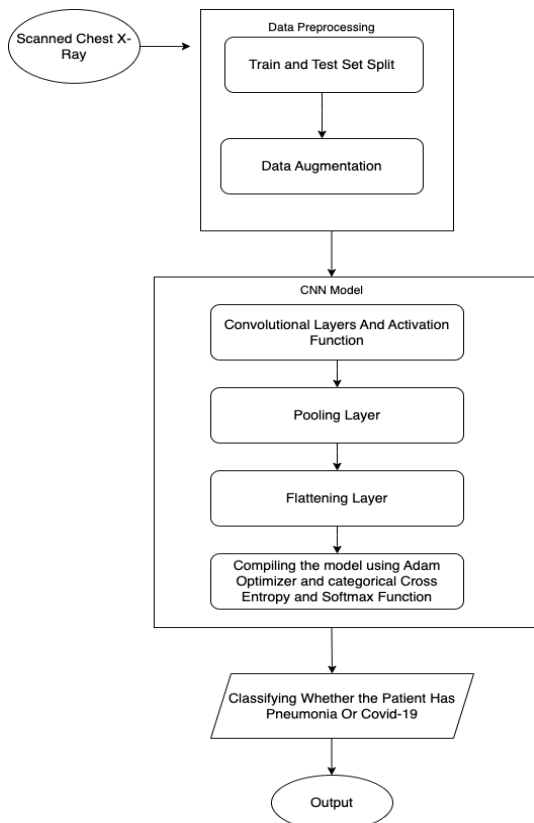 Scanned Chest X-
Ray
Data Preprocessing
Train and Test Set Split
Data Augmentation
CNN Model
Convolutional Layers And Activation
Function
Pooling Layer
Flattening Layer
Compiling the model using Adam
Optimizer and categorical Cross
Entropy and Softmax Function
Classifying Whether the Patient Has
Pneumonia Or Covid-19
Output